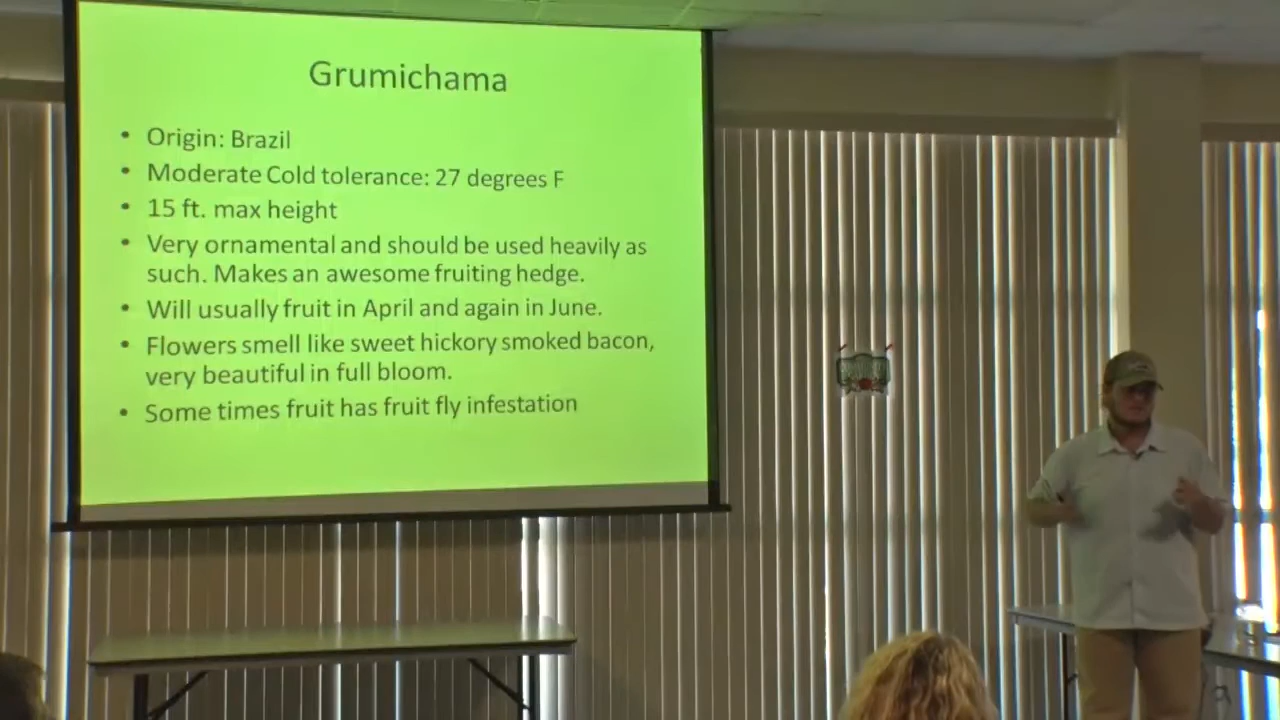 Grumichama
• Origin: Brazil
• Moderate Cold tolerance: 27 degrees F
• 15 ft. max height
• Very ornamental and should be used heavily as
such. Makes an awesome fruiting hedge.
• Will usually fruit in April and again in June.
• Flowers smell like sweet hickory smoked bacon,
very beautiful in full bloom.
• Some times fruit has fruit fly infestation